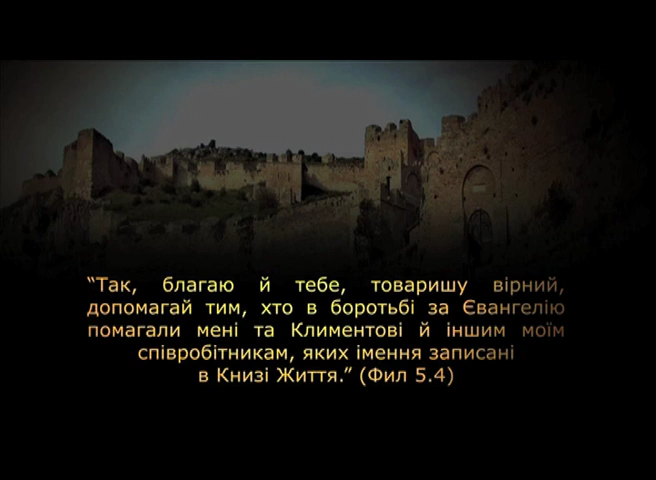 “Так, благаю й тебе, товаришу вірний,
допомагай тим, хто в боротьбі за Євангелію
помагали мені та Климентові й іншим моїм
співробітникам, яких імення записані
в Книзі Життя.” (Фил 5.4)